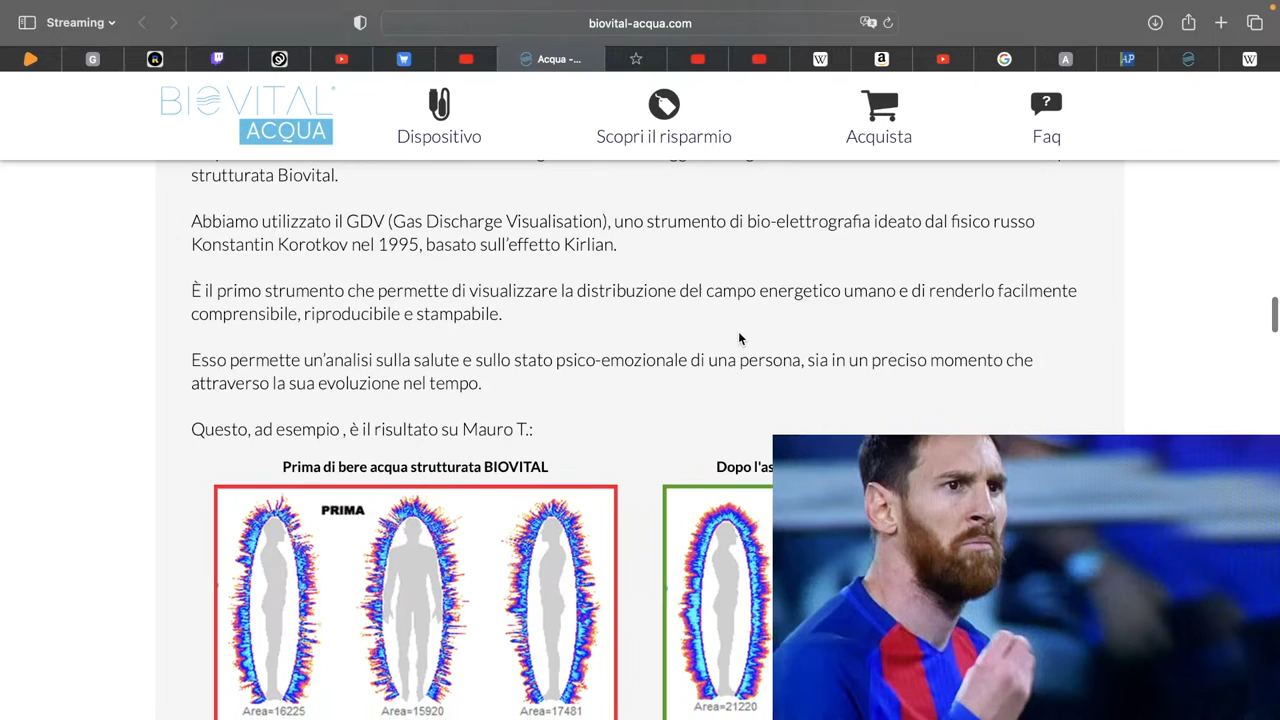 Streaming
biovital-acqua.com
Acqua -...
BIOVITAL
ACQUA
Dispositivo
Scopri il risparmio
Acquista
Faq
strutturata Biovital.
Abbiamo utilizzato il GDV (Gas Discharge Visualisation), uno strumento di bio-elettrografia ideato dal fisico russo
Konstantin Korotkov nel 1995, basato sull'effetto Kirlian.
È il primo strumento che permette di visualizzare la distribuzione del campo energetico umano e di renderlo facilmente
comprensibile, riproducibile e stampabile.
Esso permette un'analisi sulla salute e sullo stato psico-emozionale di una persona, sia in un preciso momento che
attraverso la sua evoluzione nel tempo.
Questo, ad esempio , è il risultato su Mauro T.:
Prima di bere acqua strutturata BIOVITAL
Dopo l'as
PRIMA
Area=16225
Area=15920
Area=17481
Area=21220